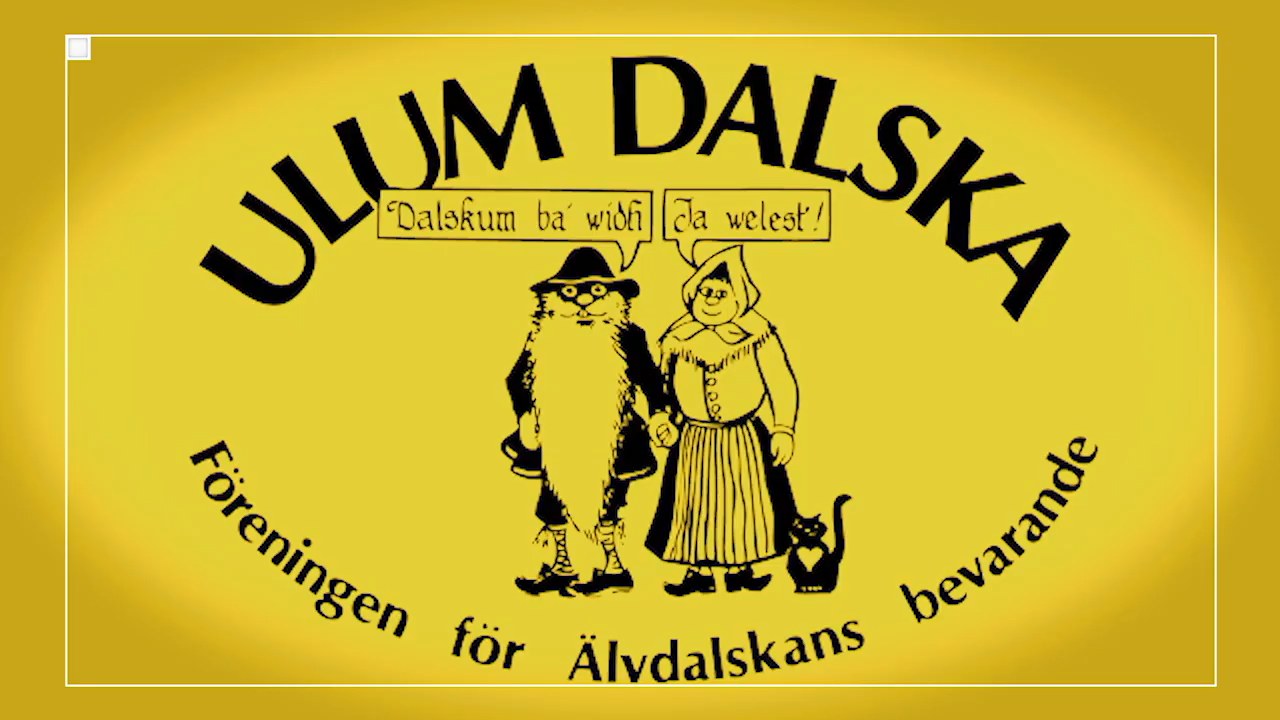 ULUM DALSKA
Dalskum ba' widh
Ja welest'!
Föreningen för Älvdalskans bevarande